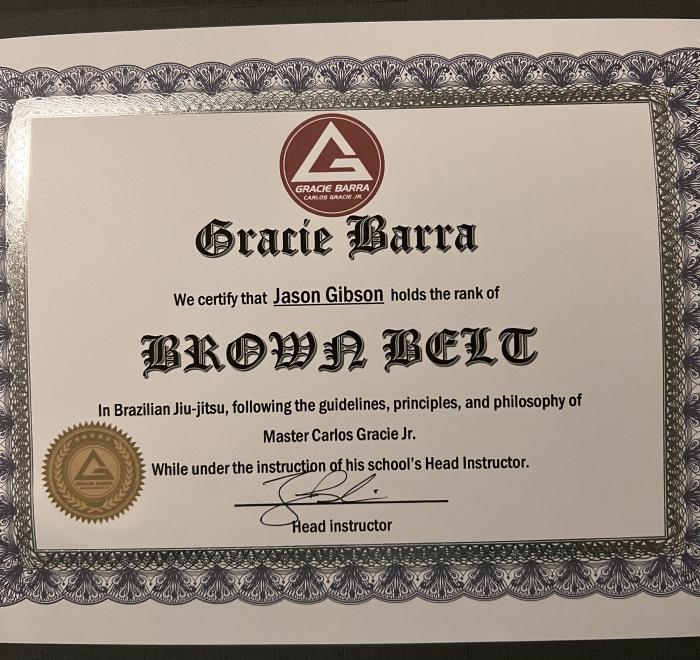 GRACIE BARRA
CARLOS GRACIE JR.
Gracie Barra
We certify that Jason Gibson holds the rank of
BROWN BELT
In Brazilian Jiu-jitsu, following the guidelines, principles, and philosophy of
Master Carlos Gracie Jr.
While under the instruction of his school's Head Instructor.
GRACIE BARRA
Head instructor